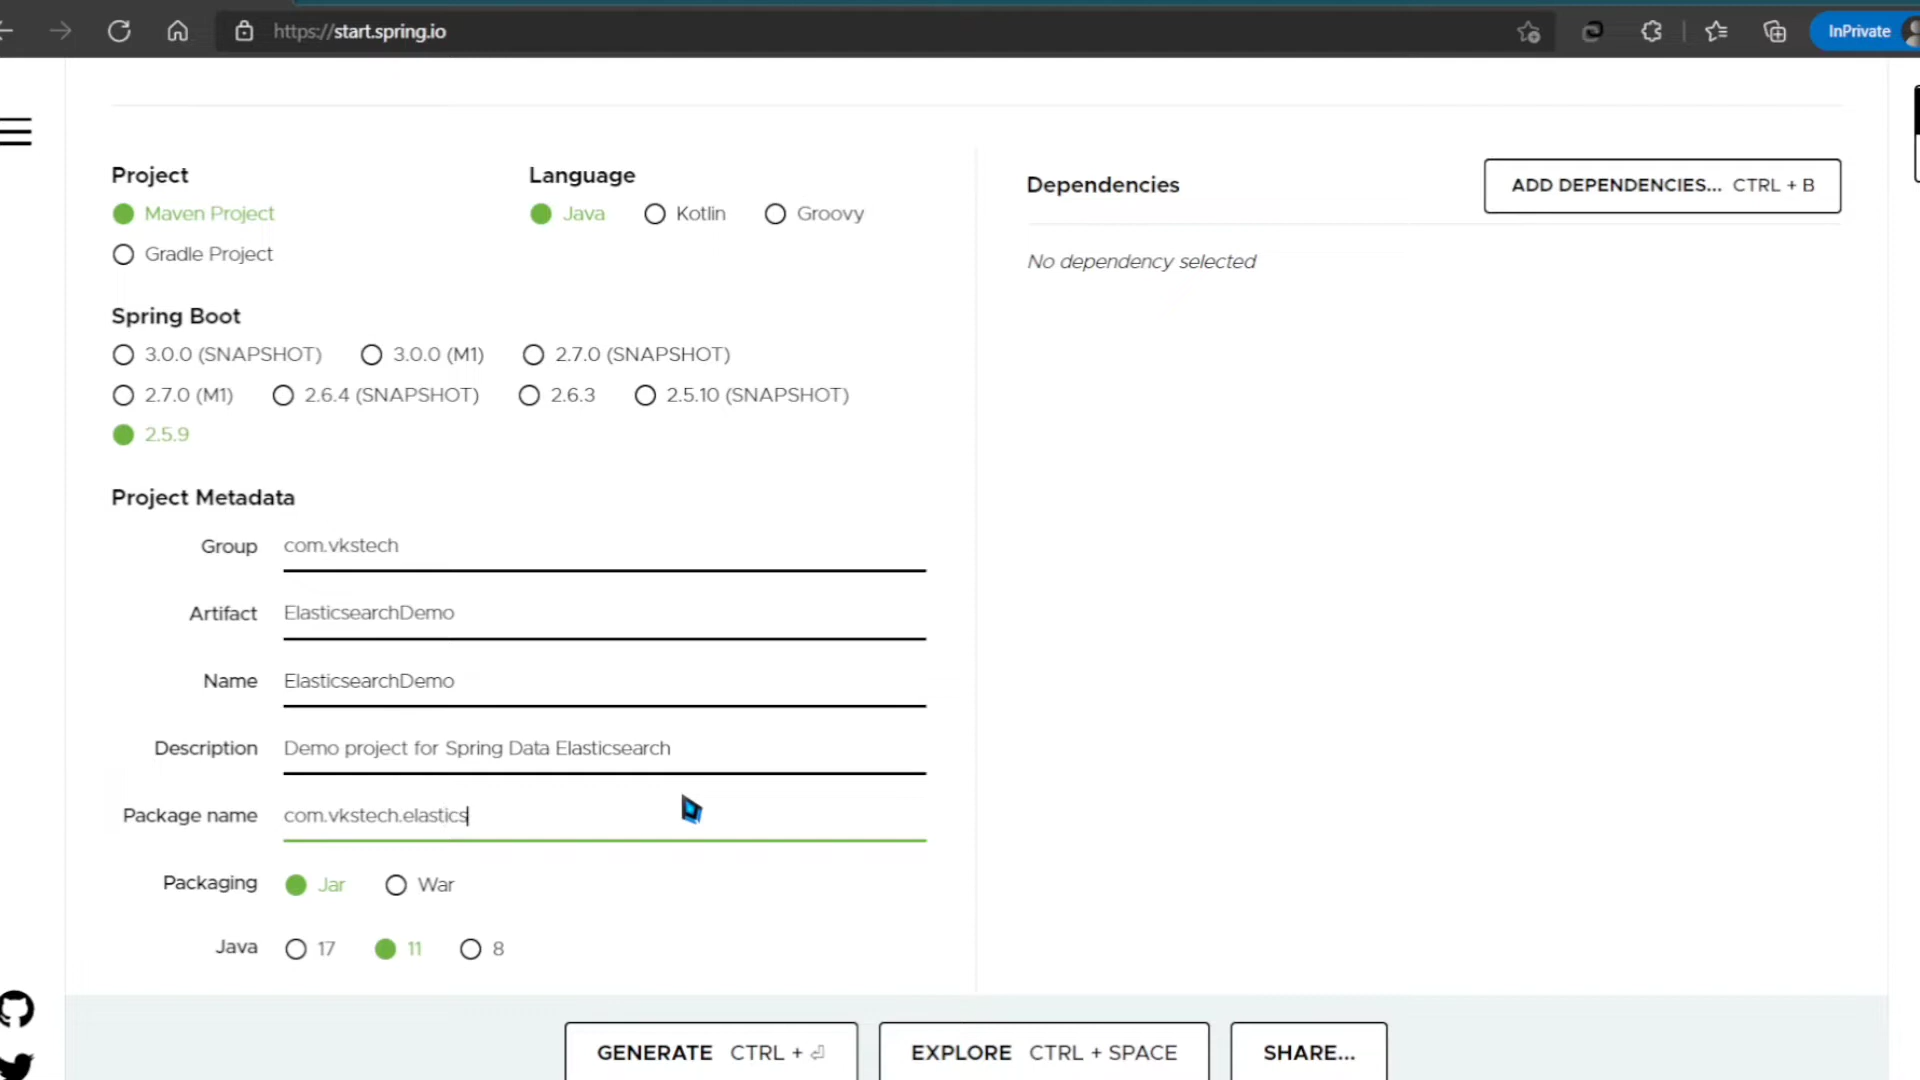 https://start.spring.io
InPrivate
Project
Maven Project
Gradle Project
Language
Java Kotlin Groovy
Spring Boot
3.0.0 (SNAPSHOT) 3.0.0 (M1) 2.7.0 (SNAPSHOT)
2.7.0 (M1) 2.6.4 (SNAPSHOT) 2.6.3 2.5.10 (SNAPSHOT)
2.5.9
Project Metadata
Group com.vkstech
Artifact ElasticsearchDemo
Name ElasticsearchDemo
Description Demo project for Spring Data Elasticsearch
Package name com.vkstech.elastics
Packaging Jar War
Java 17 11 8
Dependencies
ADD DEPENDENCIES... CTRL + B
No dependency selected
GENERATE CTRL + ⏎
EXPLORE CTRL + SPACE
SHARE...